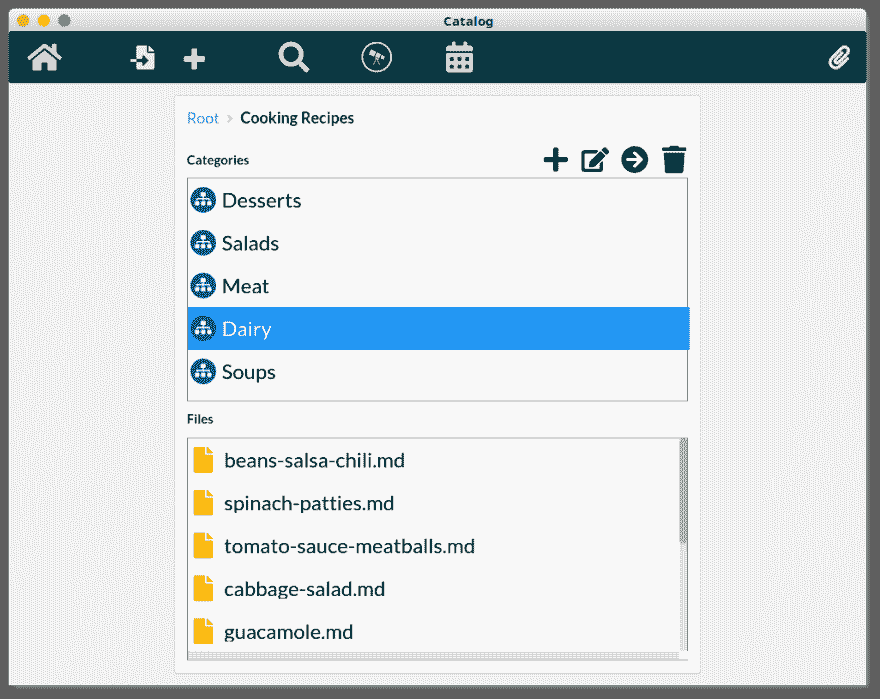 Catalog
Root > Cooking Recipes
Categories
Desserts
Salads
Meat
Dairy
Soups
Files
beans-salsa-chili.md
spinach-patties.md
tomato-sauce-meatballs.md
cabbage-salad.md
guacamole.md